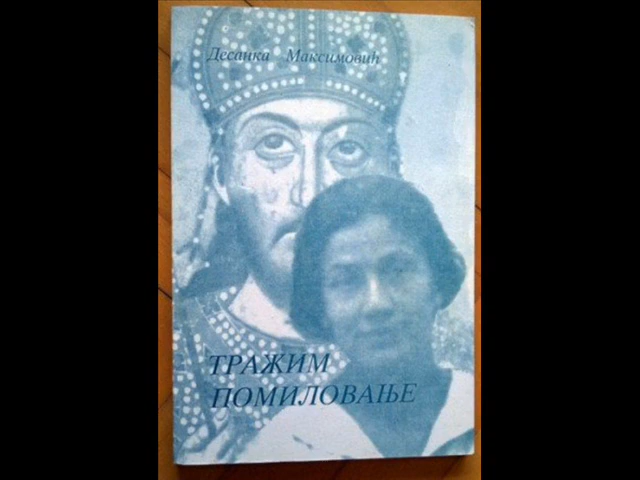 Десанка Максимовић
ТРАЖИМ
ПОМИЛОВАЊЕ